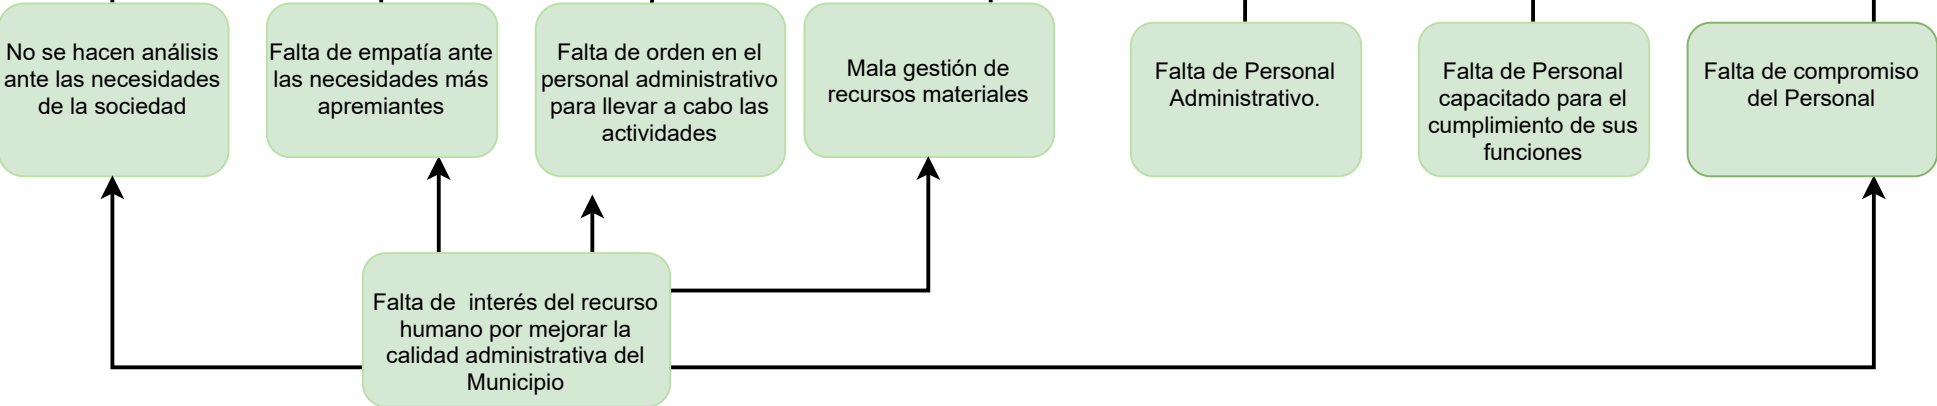 No se hacen análisis
ante las necesidades
de la sociedad
Falta de empatía ante
las necesidades más
apremiantes
Falta de orden en el
personal administrativo
para llevar a cabo las
actividades
Mala gestión de
recursos materiales
Falta de Personal
Administrativo.
Falta de Personal
capacitado para el
cumplimiento de sus
funciones
Falta de compromiso
del Personal
Falta de  interés del recurso
humano por mejorar la
calidad administrativa del
Municipio